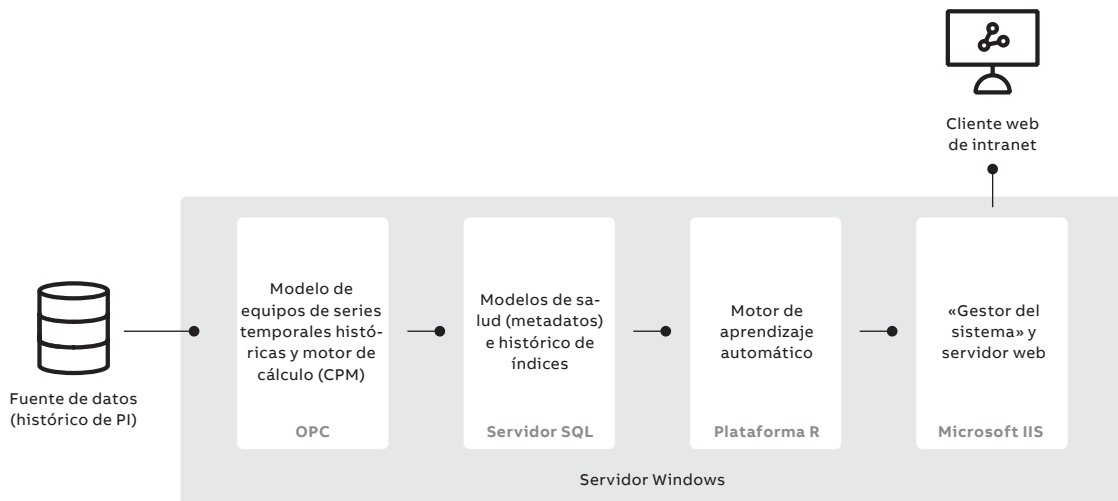 Cliente web
de intranet
Fuente de datos
(histórico de PI)
Modelo de
equipos de series
temporales histó-
ricas y motor de
cálculo (CPM)
OPC
Modelos de sa-
lud (metadatos)
e histórico de
índices
Servidor SQL
Motor de
aprendizaje
automático
Plataforma R
«Gestor del
sistema» y
servidor web
Microsoft IIS
Servidor Windows